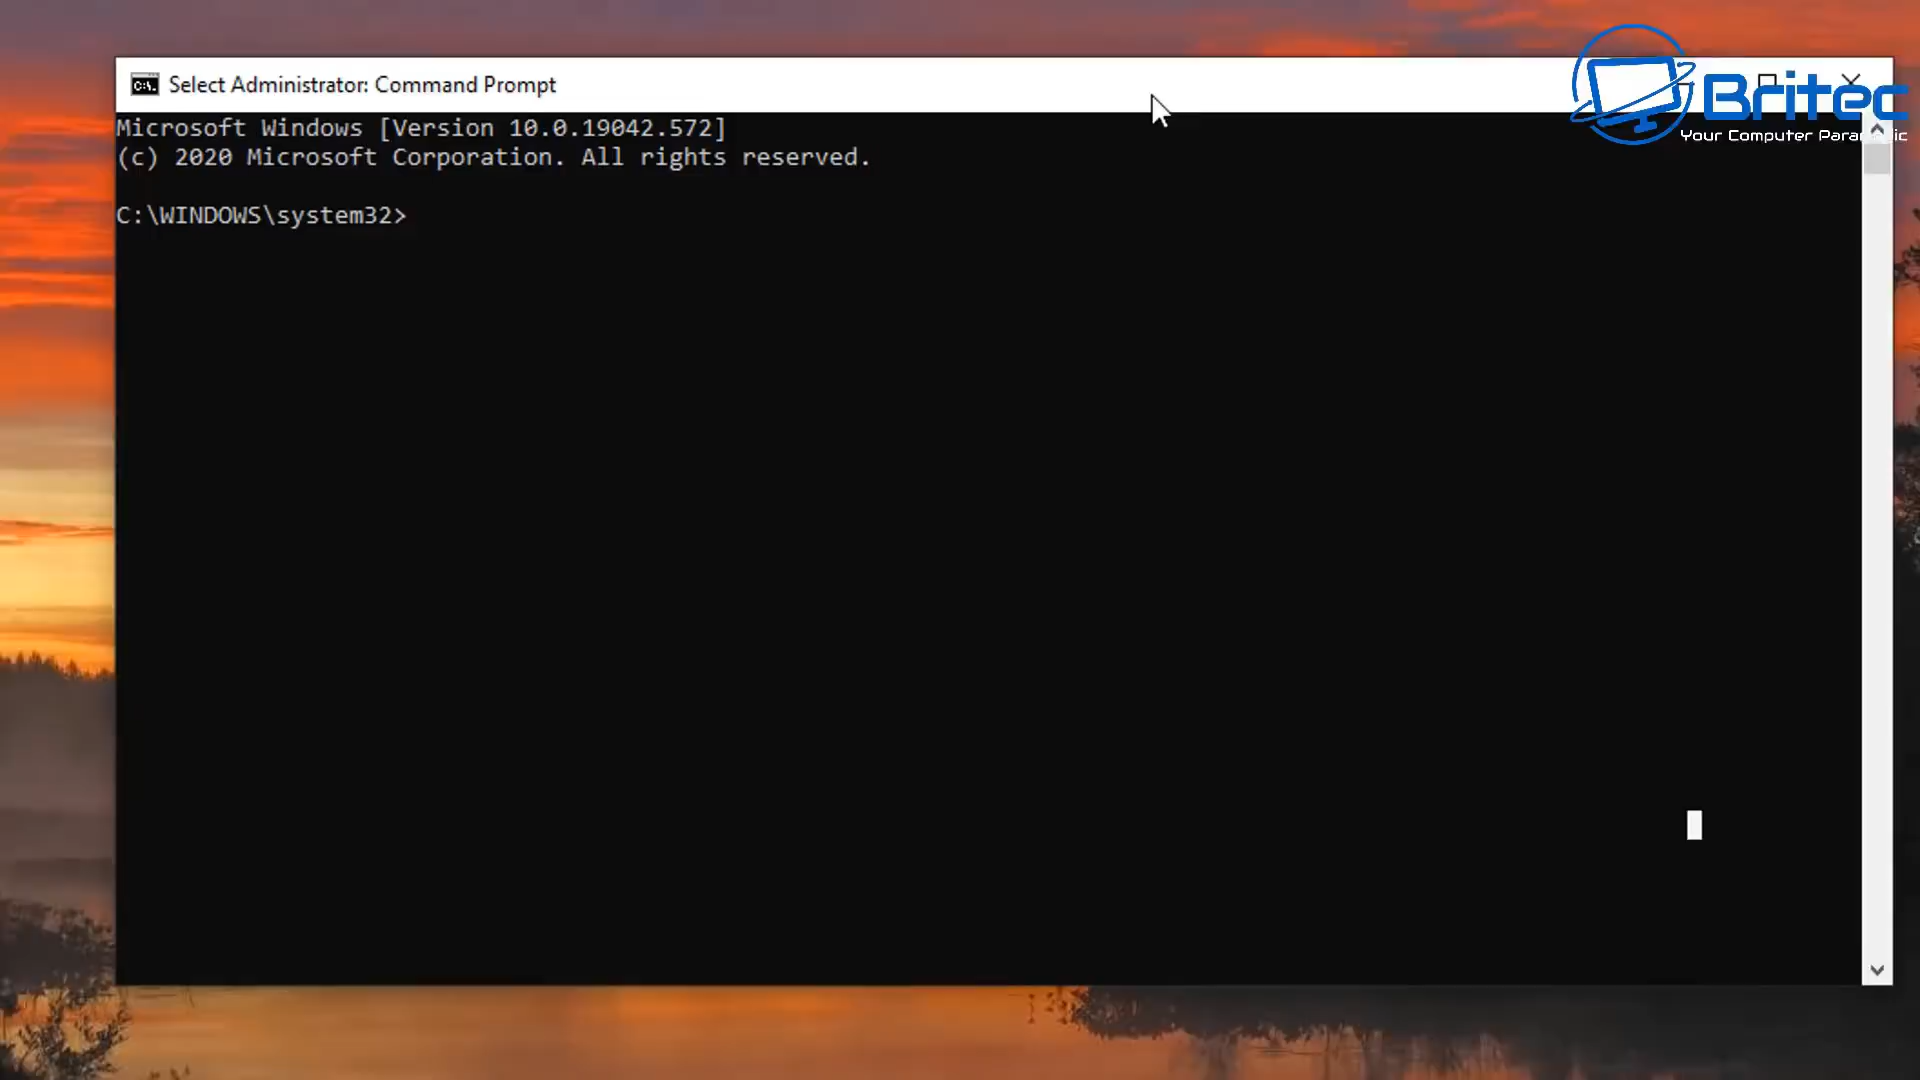 Select Administrator: Command Prompt
Britec
Your Computer Paramedic
Microsoft Windows [Version 10.0.19042.572]
(c) 2020 Microsoft Corporation. All rights reserved.
C:\WINDOWS\system32>